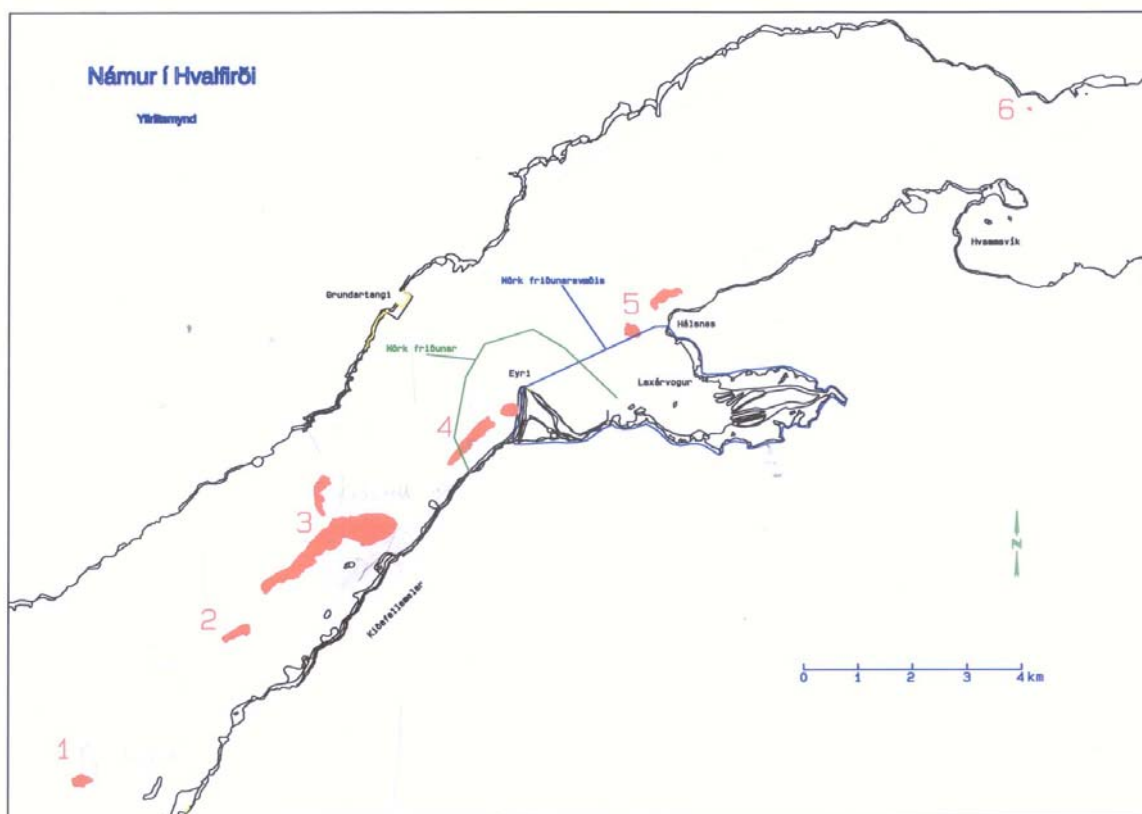 Námur í Hvalfirði
Yfirlitsmynd
6
Hvammsvík
Mörk friðunarsvæðis
Grundartangi
5
Hálsnes
Mörk friðunar
Eyri
Laxárvogur
4
3
N
2
Kiðafellsmelar
0 1 2 3 4 km
1